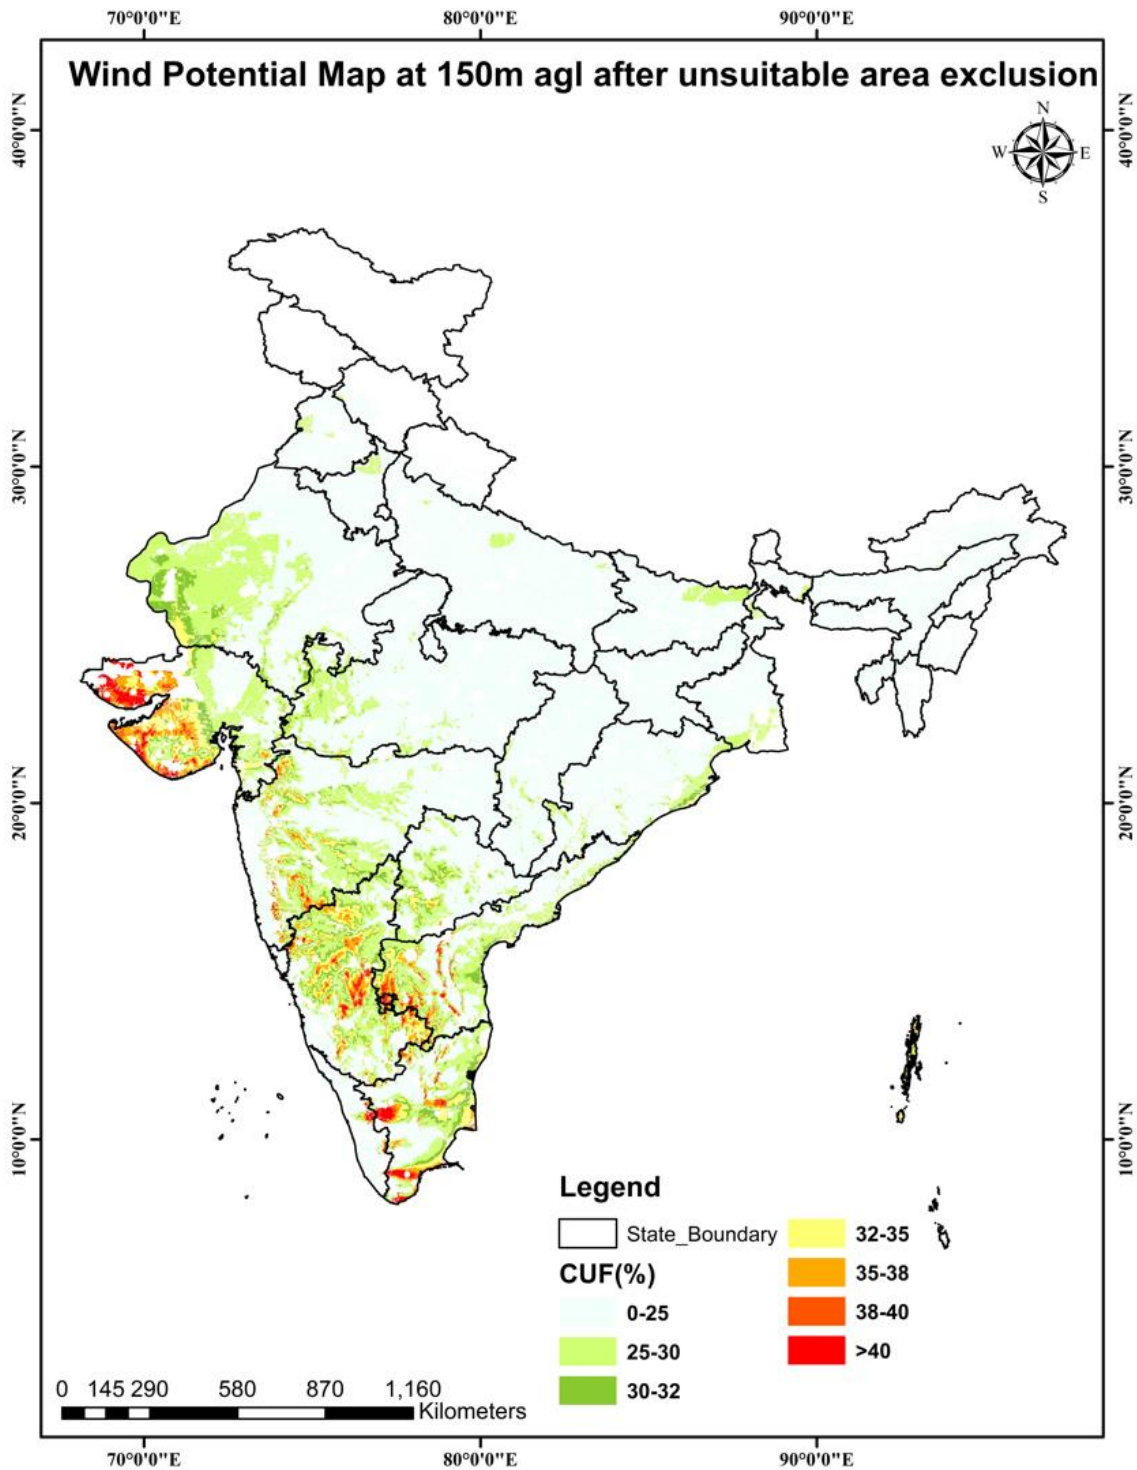 70°0'0"E 80°0'0"E 90°0'0"E
Wind Potential Map at 150m agl after unsuitable area exclusion
N
W E
S
40°0'0"N 40°0'0"N
30°0'0"N 30°0'0"N
20°0'0"N 20°0'0"N
10°0'0"N 10°0'0"N
Legend
State_Boundary
CUF(%)
0-25
25-30
30-32
32-35
35-38
38-40
>40
0 145 290 580 870 1,160
Kilometers
70°0'0"E 80°0'0"E 90°0'0"E